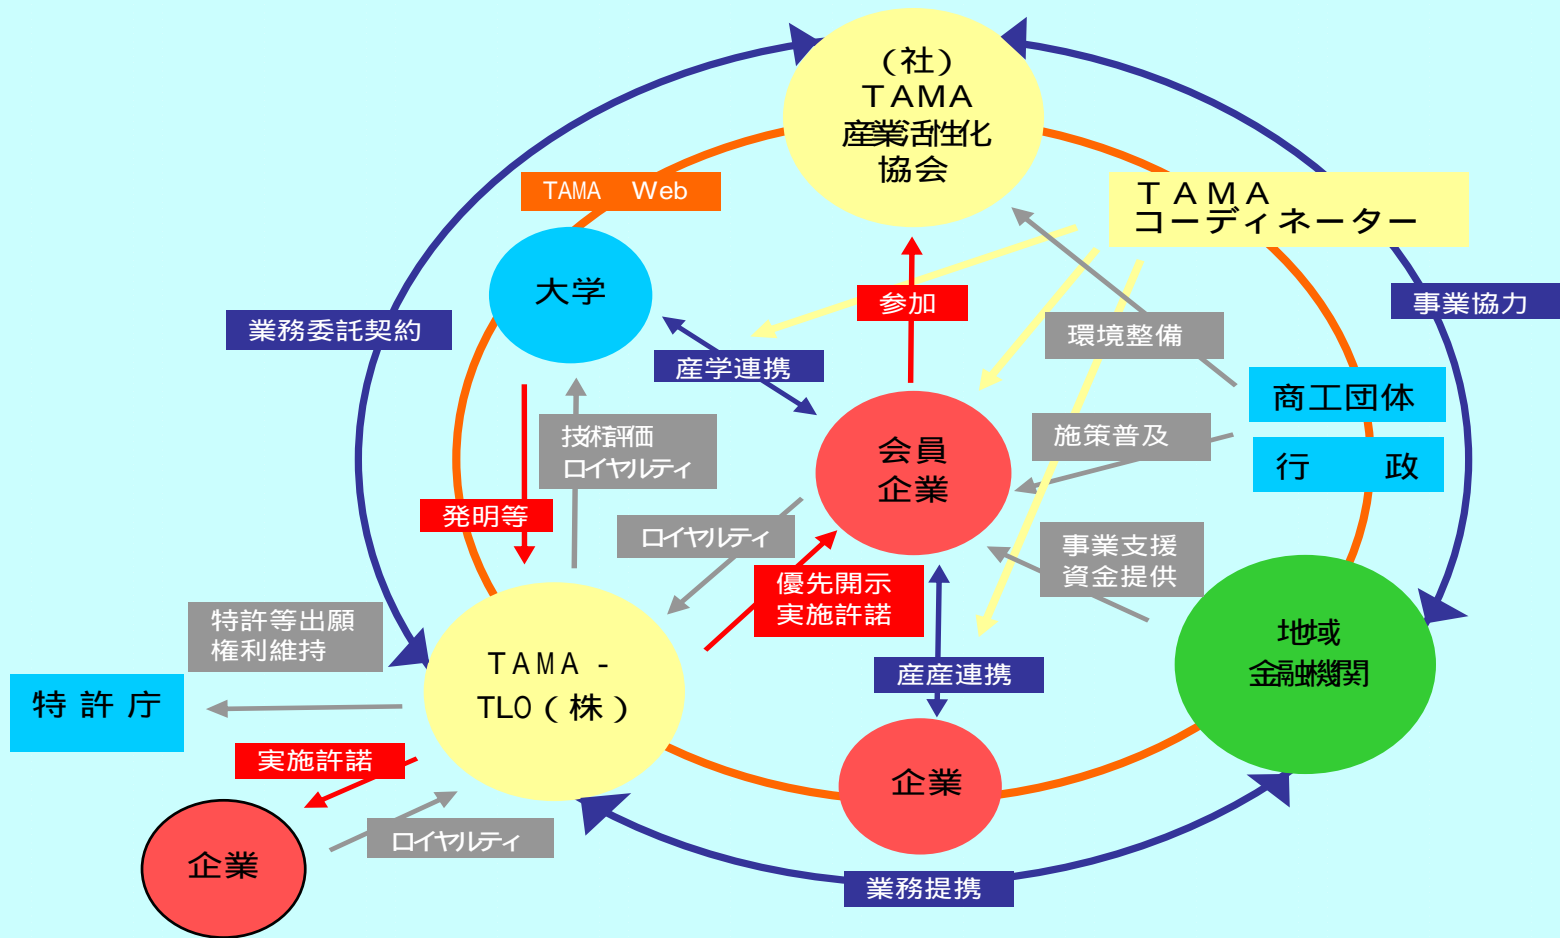 （社）
ＴＡＭＡ
産業活性化
協会
TAMA Web
ＴＡＭＡ
コーディネーター
大学
参加
事業協力
業務委託契約
環境整備
産学連携
商工団体
技術評価
ロイヤルティ
施策普及
会員
企業
行 政
発明等
ロイヤルティ
事業支援
資金提供
優先開示
実施許諾
特許等出願
権利維持
地域
金融機関
TAMA -
TLO（株）
産産連携
特許庁
実施許諾
企業
ロイヤルティ
企業
業務提携